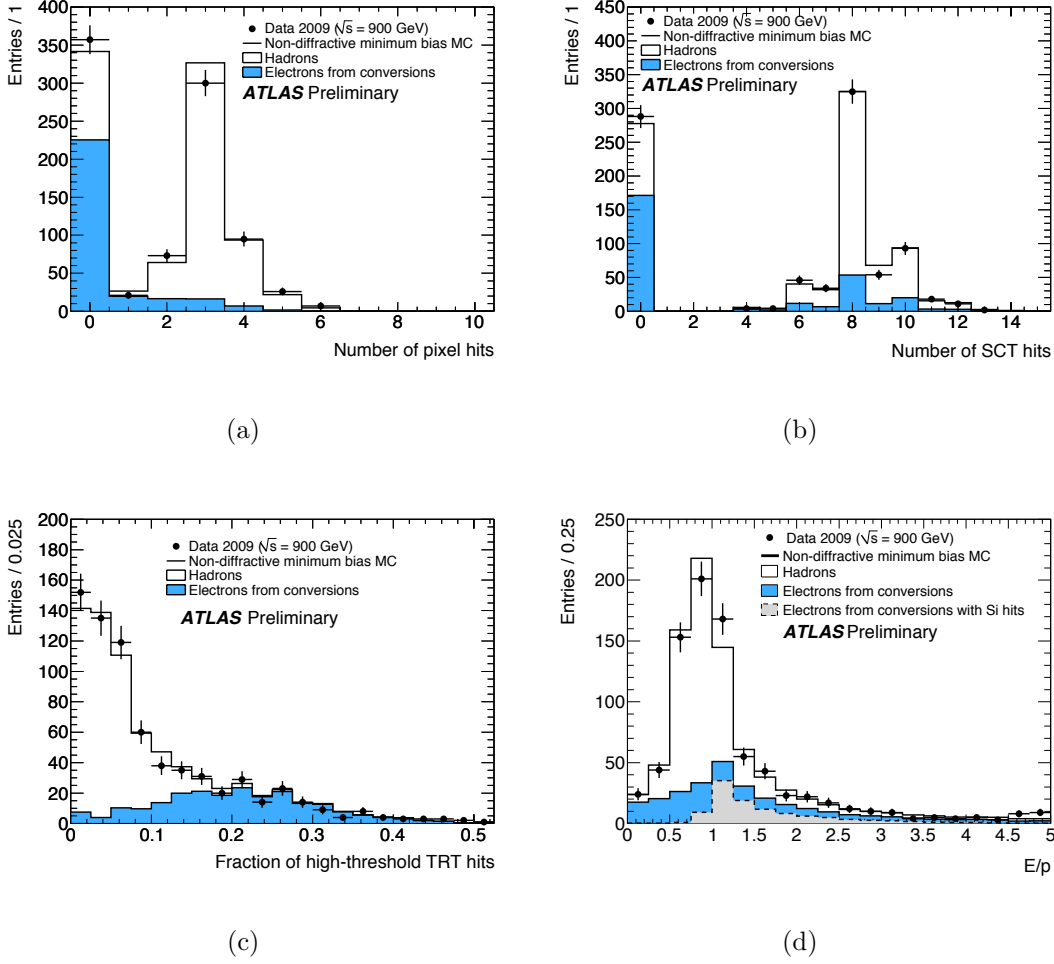 Entries / 1
450
400
350
300
250
200
150
100
50
0
Data 2009 (√s = 900 GeV)
Non-diffractive minimum bias MC
Hadrons
Electrons from conversions
ATLAS Preliminary
0 2 4 6 8 10
Number of pixel hits
(a)
Entries / 1
450
400
350
300
250
200
150
100
50
0
Data 2009 (√s = 900 GeV)
Non-diffractive minimum bias MC
Hadrons
Electrons from conversions
ATLAS Preliminary
0 2 4 6 8 10 12 14
Number of SCT hits
(b)
Entries / 0.025
200
180
160
140
120
100
80
60
40
20
0
Data 2009 (√s = 900 GeV)
Non-diffractive minimum bias MC
Hadrons
Electrons from conversions
ATLAS Preliminary
0 0.1 0.2 0.3 0.4 0.5
Fraction of high-threshold TRT hits
(c)
Entries / 0.25
250
200
150
100
50
0
Data 2009 (√s = 900 GeV)
Non-diffractive minimum bias MC
Hadrons
Electrons from conversions
Electrons from conversions with Si hits
ATLAS Preliminary
0 0.5 1 1.5 2 2.5 3 3.5 4 4.5 5
E/p
(d)